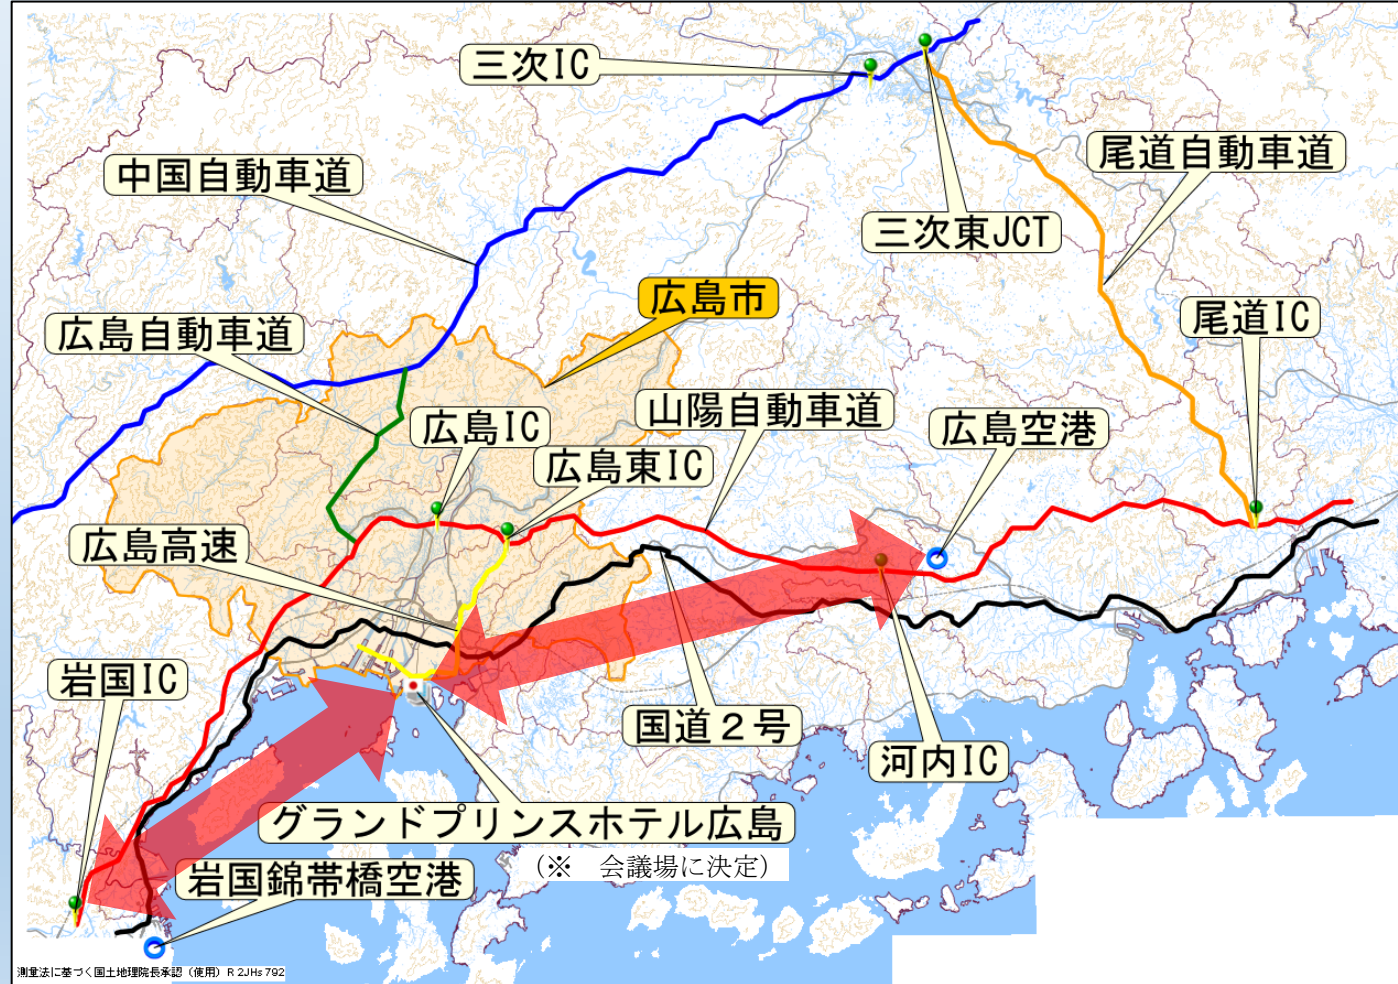 三次IC
中国自動車道
尾道自動車道
三次東JCT
広島市
尾道IC
広島自動車道
山陽自動車道
広島IC
広島空港
広島東IC
広島高速
岩国IC
国道２号
河内IC
グランドプリンスホテル広島
（※　会議場に決定）
岩国錦帯橋空港
測量法に基づく国土地理院長承認（使用）R 2JHs 792